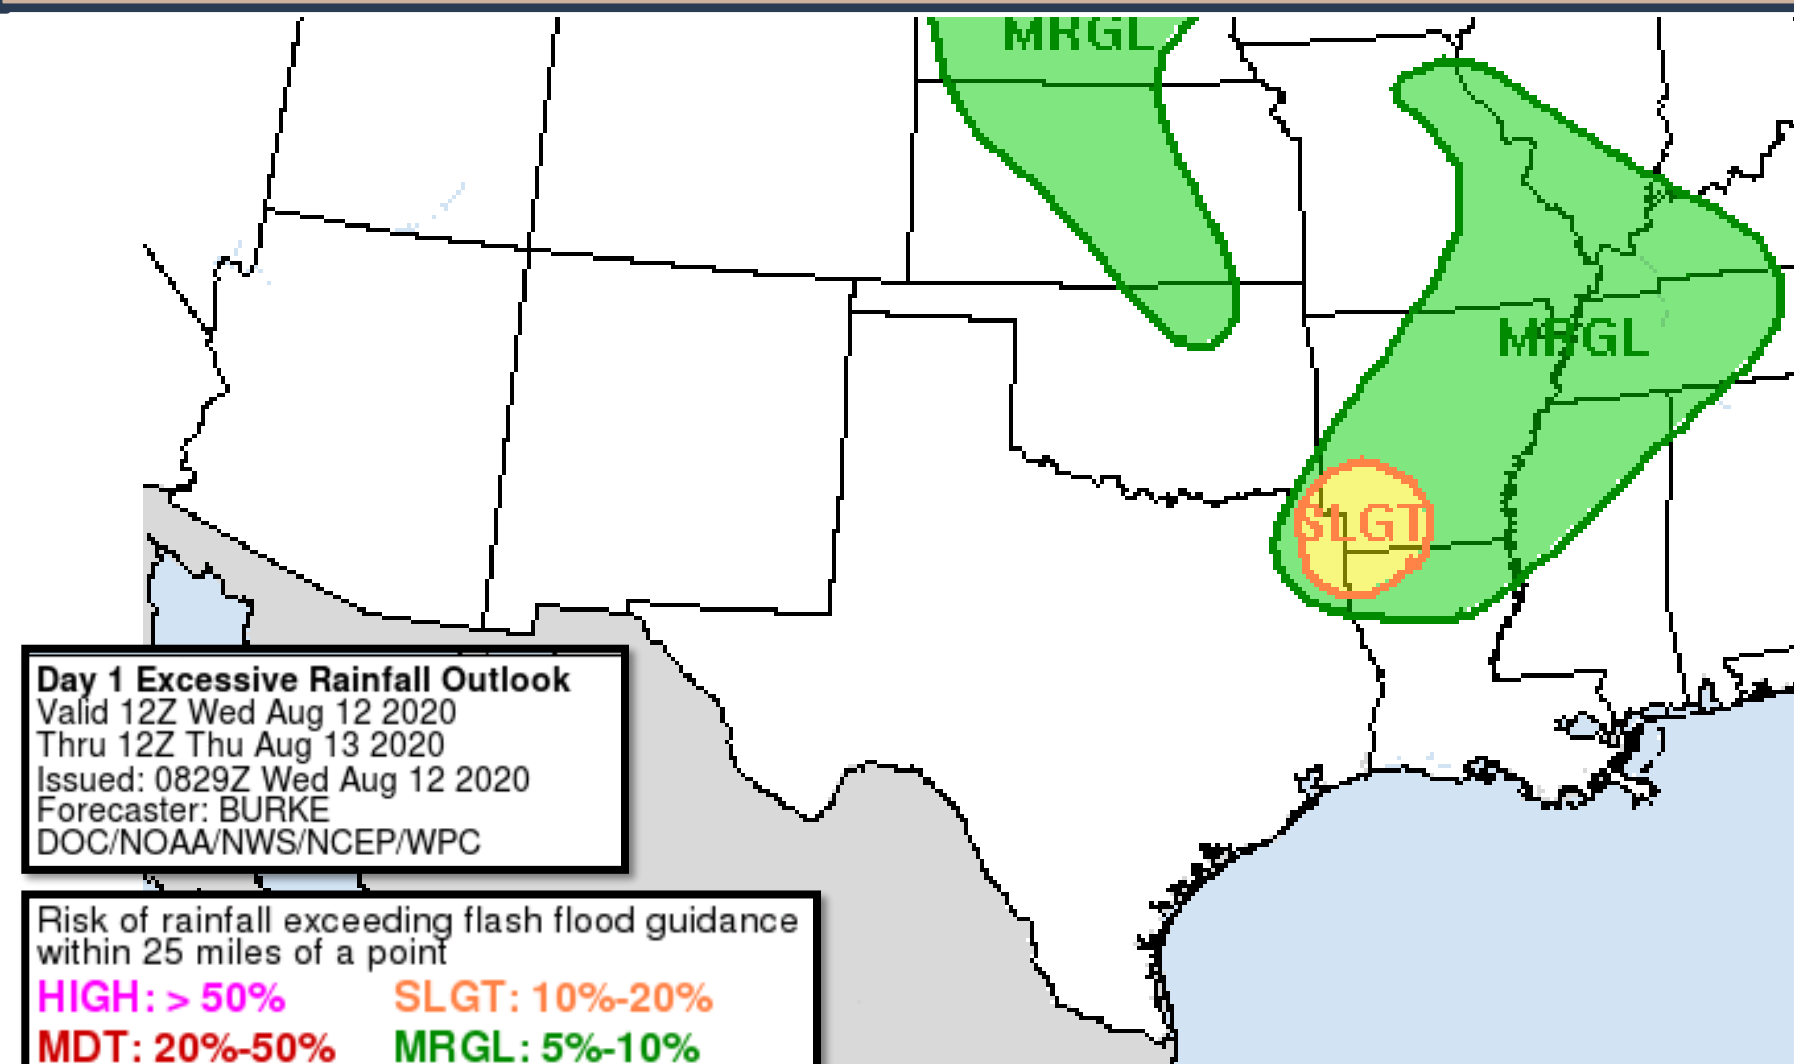 MRGL
MRGL
SLGT
Day 1 Excessive Rainfall Outlook
Valid 12Z Wed Aug 12 2020
Thru 12Z Thu Aug 13 2020
Issued: 0829Z Wed Aug 12 2020
Forecaster: BURKE
DOC/NOAA/NWS/NCEP/WPC
Risk of rainfall exceeding flash flood guidance
within 25 miles of a point
HIGH: > 50% SLGT: 10%-20%
MDT: 20%-50% MRGL: 5%-10%